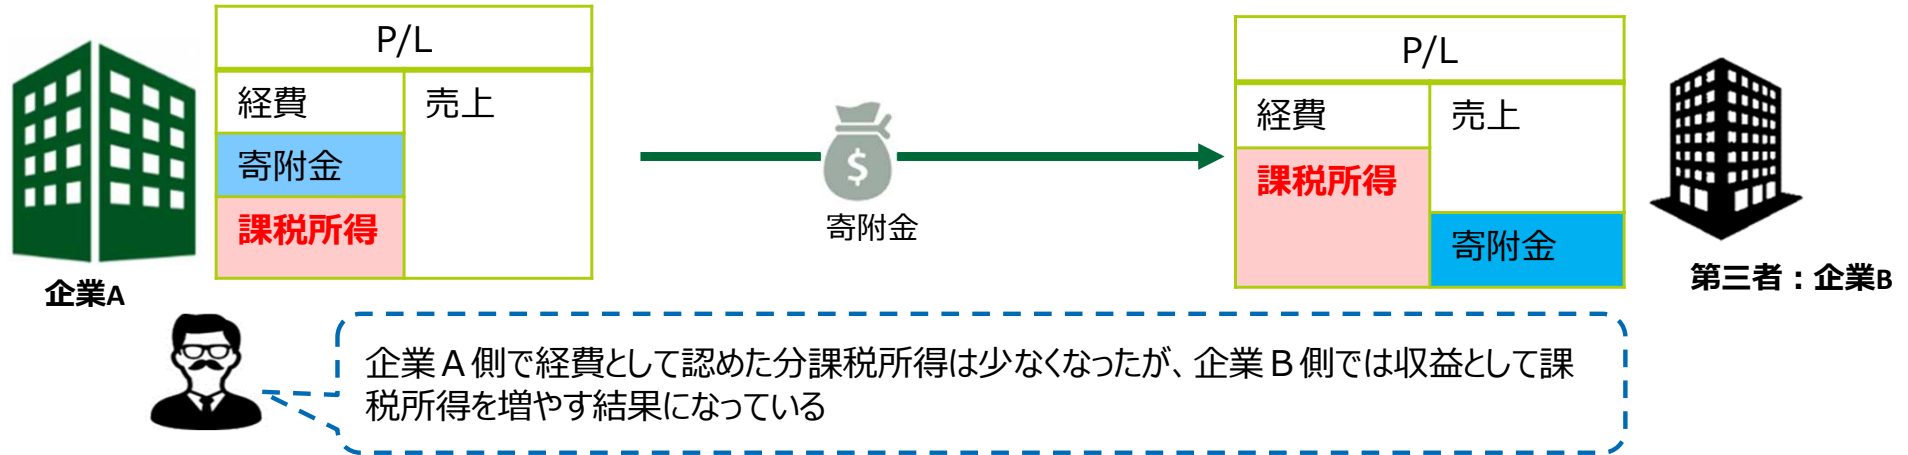 P/L
経費
売上
寄附金
課税所得
企業A
$
寄附金
P/L
経費
売上
課税所得
寄附金
第三者：企業B
企業Ａ側で経費として認めた分課税所得は少なくなったが、企業Ｂ側では収益として課
税所得を増やす結果になっている